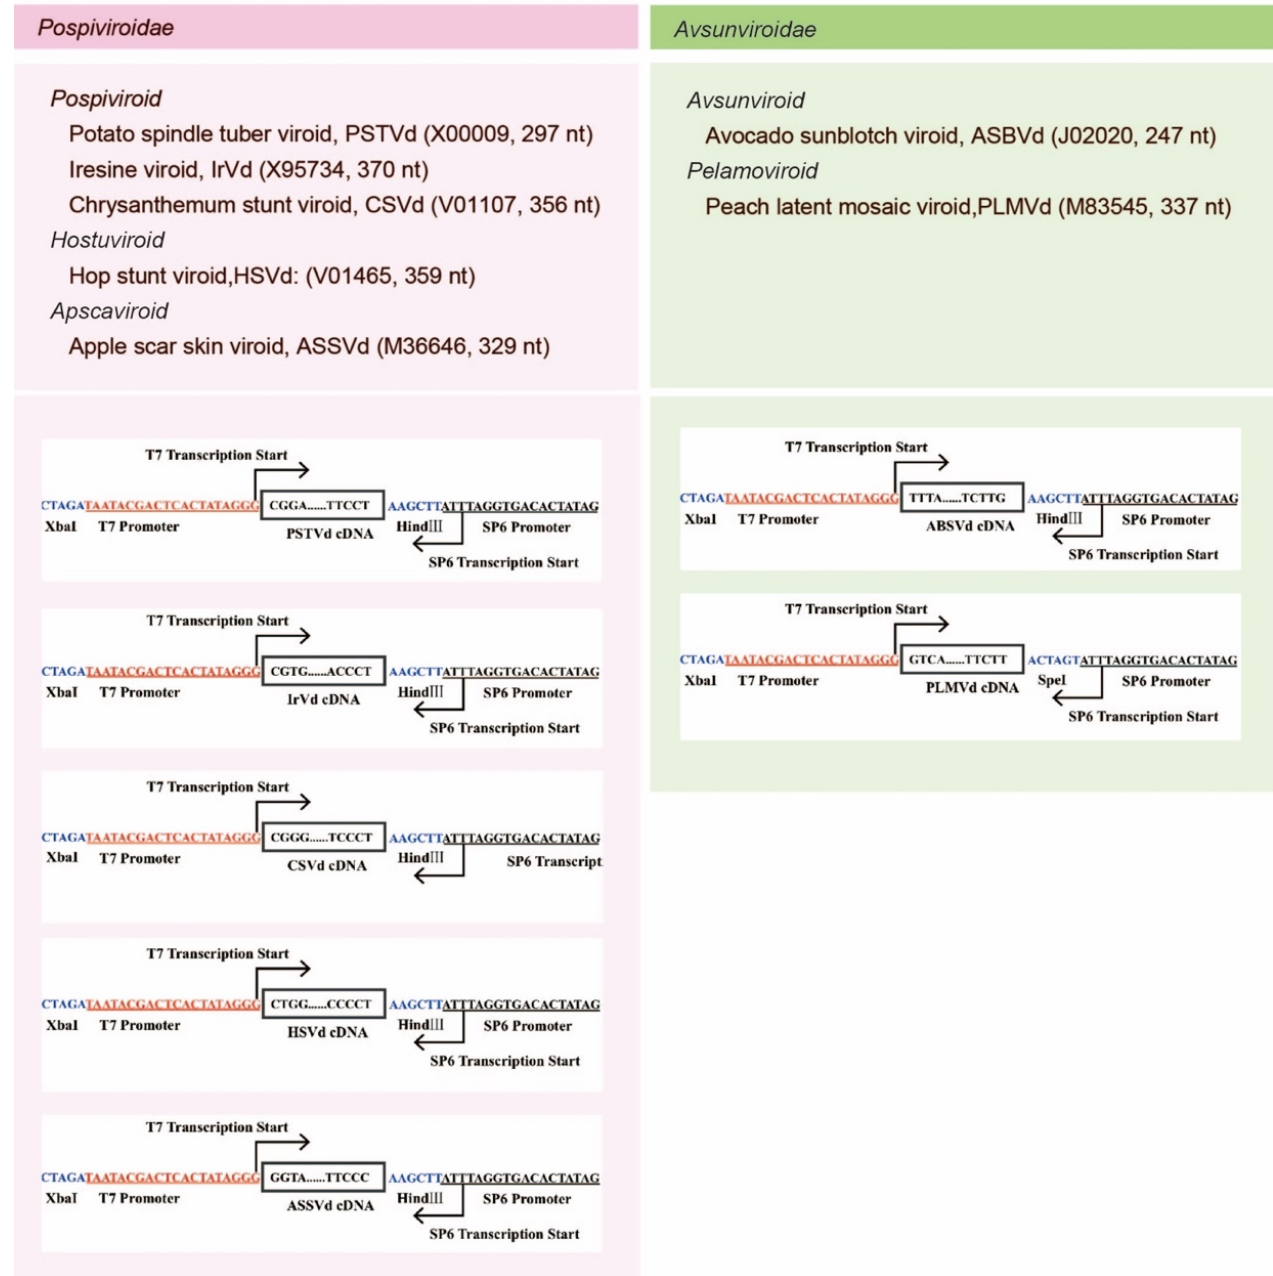 Pospiviroidae
Pospiviroid
Potato spindle tuber viroid, PSTVd (X00009, 297 nt)
Iresine viroid, IrVd (X95734, 370 nt)
Chrysanthemum stunt viroid, CSVd (V01107, 356 nt)
Hostuviroid
Hop stunt viroid,HSVd: (V01465, 359 nt)
Apscaviroid
Apple scar skin viroid, ASSVd (M36646, 329 nt)
T7 Transcription Start
CTAGATAATACGACTCACTATAGGG CGGA......TTCCT AAGCTTATTTAGGTGACACTATAG
XbaI T7 Promoter PSTVd cDNA HindIII SP6 Promoter
SP6 Transcription Start
T7 Transcription Start
CTAGATAATACGACTCACTATAGGG CGTG......ACCCT AAGCTTATTTAGGTGACACTATAG
XbaI T7 Promoter IrVd cDNA HindIII SP6 Promoter
SP6 Transcription Start
T7 Transcription Start
CTAGATAATACGACTCACTATAGGG CGGG......TCCCT AAGCTTATTTAGGTGACACTATAG
XbaI T7 Promoter CSVd cDNA HindIII SP6 Transcript
T7 Transcription Start
CTAGATAATACGACTCACTATAGGG CTGG......CCCCT AAGCTTATTTAGGTGACACTATAG
XbaI T7 Promoter HSVd cDNA HindIII SP6 Promoter
SP6 Transcription Start
T7 Transcription Start
CTAGATAATACGACTCACTATAGGG GGTA......TTCCC AAGCTTATTTAGGTGACACTATAG
XbaI T7 Promoter ASSVd cDNA HindIII SP6 Promoter
SP6 Transcription Start
Avsunviroidae
Avsunviroid
Avocado sunblotch viroid, ASBVd (J02020, 247 nt)
Pelamoviroid
Peach latent mosaic viroid,PLMVd (M83545, 337 nt)
T7 Transcription Start
CTAGATAATACGACTCACTATAGGG TTTA......TCTTG AAGCTTATTTAGGTGACACTATAG
XbaI T7 Promoter ABSVd cDNA HindIII SP6 Promoter
SP6 Transcription Start
T7 Transcription Start
CTAGATAATACGACTCACTATAGGG GTCA......TTCTT ACTAGTATTTAGGTGACACTATAG
XbaI T7 Promoter PLMVd cDNA SpeI SP6 Promoter
SP6 Transcription Start